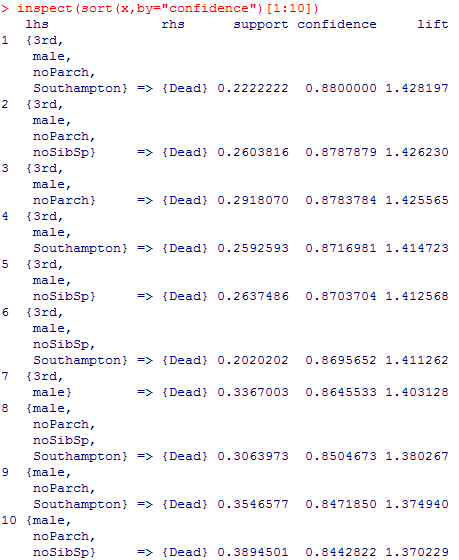 > inspect(sort(x,by="confidence")[1:10])
   lhs               rhs      support confidence     lift
1  {3rd,
    male,
    noParch,
    Southampton} => {Dead} 0.2222222  0.8800000 1.428197
2  {3rd,
    male,
    noParch,
    noSibSp}     => {Dead} 0.2603816  0.8787879 1.426230
3  {3rd,
    male,
    noParch}     => {Dead} 0.2918070  0.8783784 1.425565
4  {3rd,
    male,
    Southampton} => {Dead} 0.2592593  0.8716981 1.414723
5  {3rd,
    male,
    noSibSp}     => {Dead} 0.2637486  0.8703704 1.412568
6  {3rd,
    male,
    noSibSp,
    Southampton} => {Dead} 0.2020202  0.8695652 1.411262
7  {3rd,
    male}        => {Dead} 0.3367003  0.8645533 1.403128
8  {male,
    noParch,
    noSibSp,
    Southampton} => {Dead} 0.3063973  0.8504673 1.380267
9  {male,
    noParch,
    Southampton} => {Dead} 0.3546577  0.8471850 1.374940
10 {male,
    noParch,
    noSibSp}     => {Dead} 0.3894501  0.8442822 1.370229